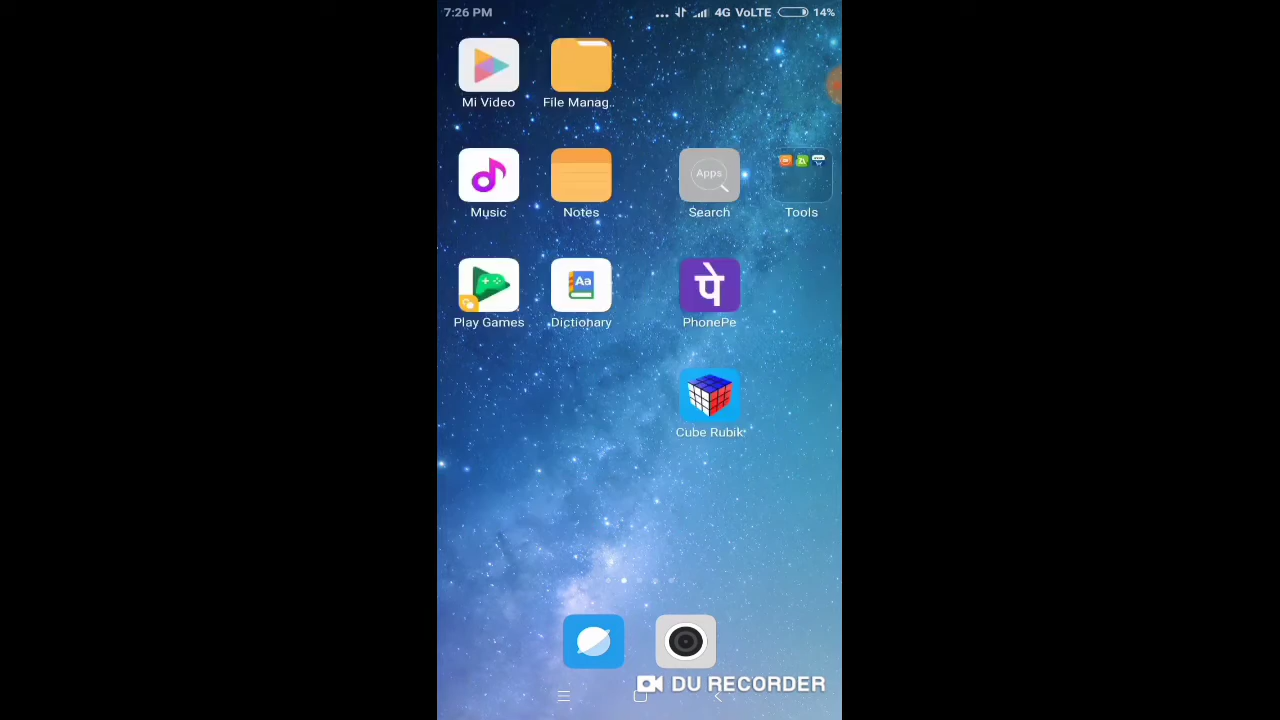 7:26 PM
... 4G VoLTE 14%
Mi Video
File Manag..
Music
Notes
Apps
Search
Tools
Play Games
Aa
Dictionary
पे
PhonePe
Cube Rubik
DU RECORDER